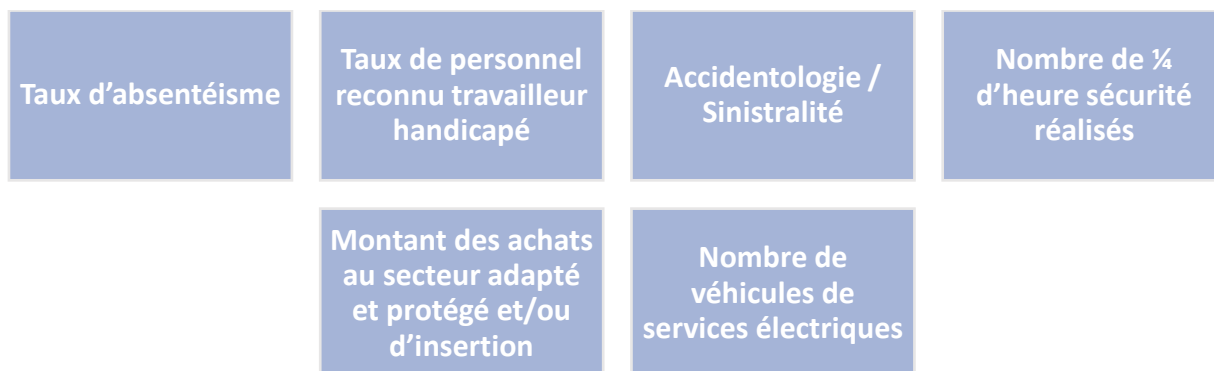 Taux d’absentéisme
Taux de personnel
reconnu travailleur
handicapé
Accidentologie /
Sinistralité
Nombre de ¼
d’heure sécurité
réalisés
Montant des achats
au secteur adapté
et protégé et/ou
d’insertion
Nombre de
véhicules de
services électriques